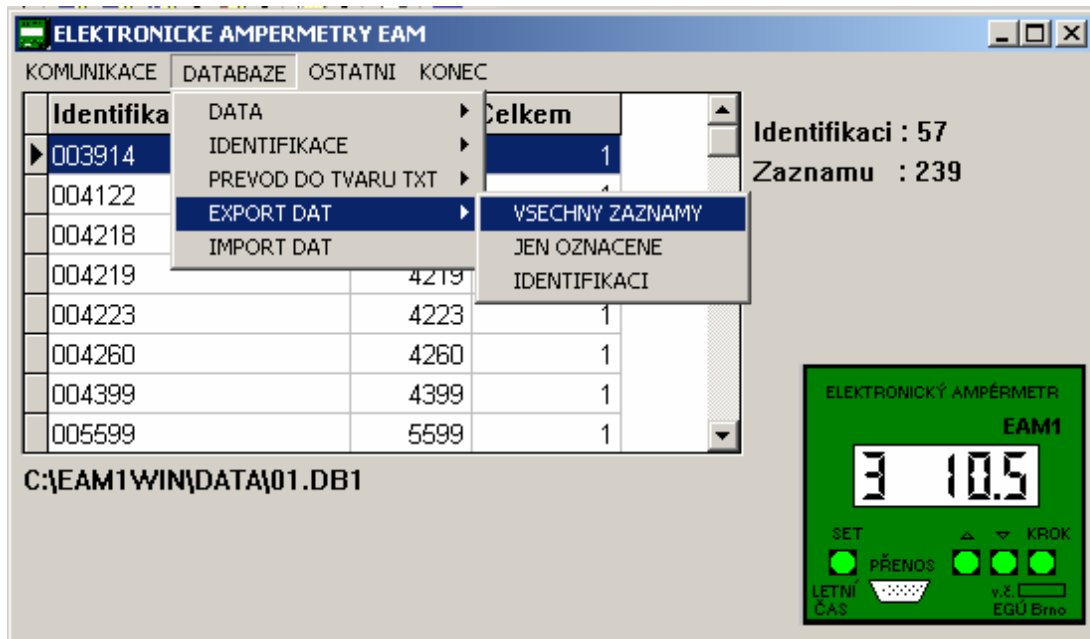 ELEKTRONICKE AMPERMETRY EAM
KOMUNIKACE DATABAZE OSTATNI KONEC
Identifika Celkem
DATA
IDENTIFIKACE
PREVOD DO TVARU TXT
EXPORT DAT
IMPORT DAT
VSECHNY ZAZNAMY
JEN OZNACENE
IDENTIFIKACI
003914 1
004122
004218
004219 4219
004223 4223 1
004260 4260 1
004399 4399 1
005599 5599 1
Identifikaci : 57
Zaznamu : 239
C:\EAM1WIN\DATA\01.DB1
ELEKTRONICKÝ AMPÉRMETR
EAM1
3 10.5
SET KROK
PŘENOS
LETNÍ ČAS
v.č.
EGÚ Brno